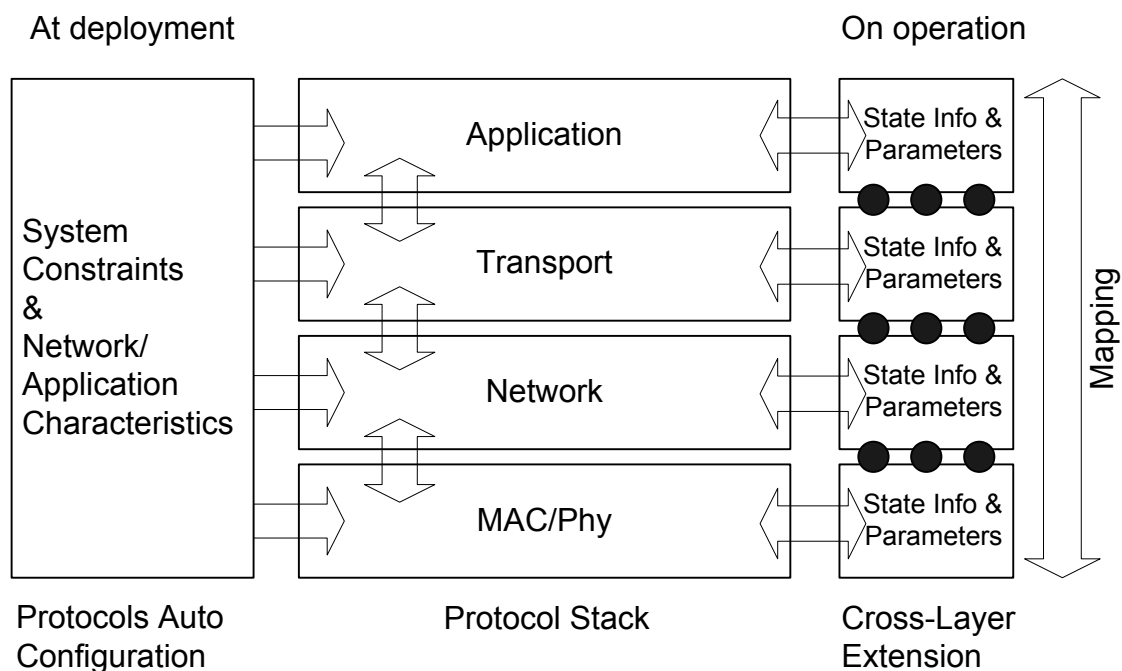 At deployment
On operation
System
Constraints
&
Network/
Application
Characteristics
Application
Transport
Network
MAC/Phy
State Info &
Parameters
State Info &
Parameters
State Info &
Parameters
State Info &
Parameters
Mapping
Protocols Auto
Configuration
Protocol Stack
Cross-Layer
Extension